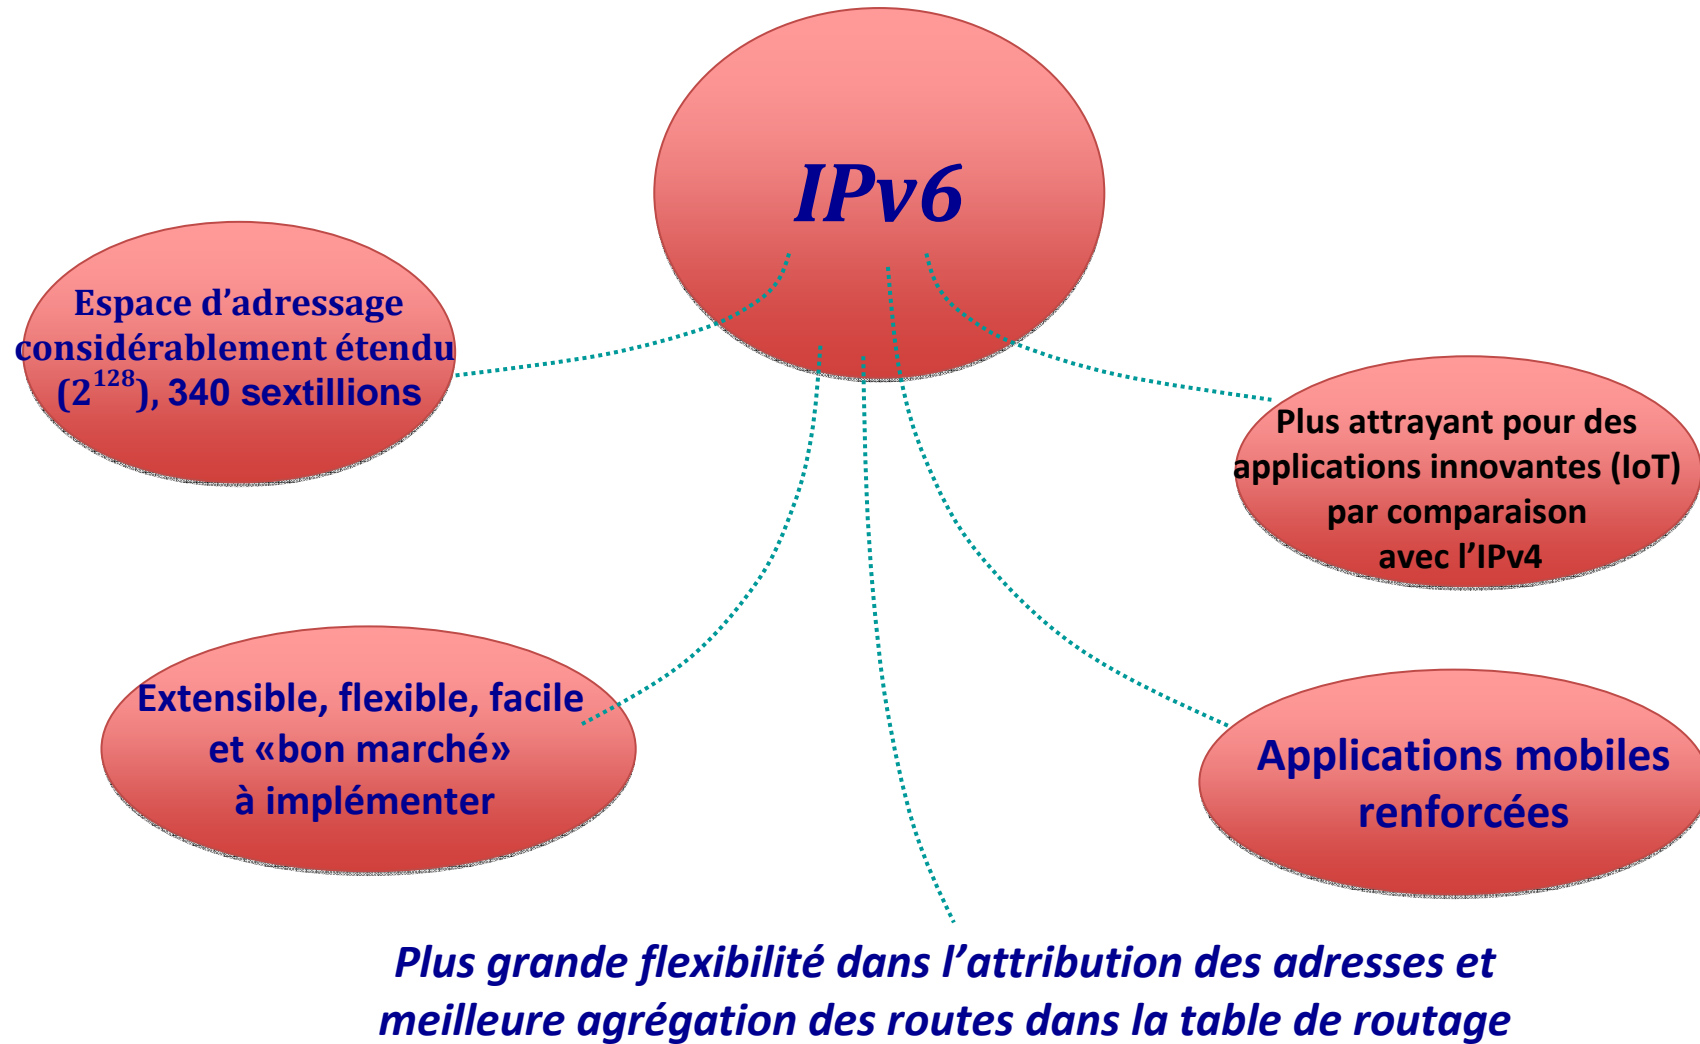 IPv6
Espace d’adressage
considérablement étendu
(2^128), 340 sextillions
Plus attrayant pour des
applications innovantes (IoT)
par comparaison
avec l’IPv4
Extensible, flexible, facile
et «bon marché»
à implémenter
Applications mobiles
renforcées
Plus grande flexibilité dans l’attribution des adresses et
meilleure agrégation des routes dans la table de routage